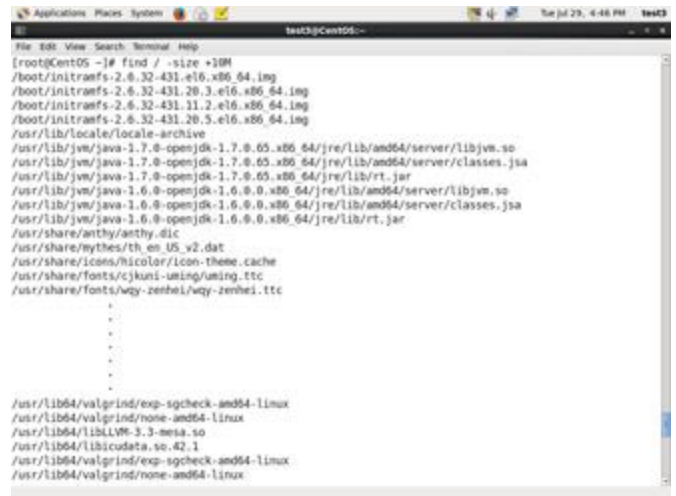 Applications Places System Tue Jul 29, 4:46 PM test3
test3@CentOS:~
File Edit View Search Terminal Help
[root@CentOS ~]# find / -size +10M
/boot/initramfs-2.6.32-431.el6.x86_64.img
/boot/initramfs-2.6.32-431.20.3.el6.x86_64.img
/boot/initramfs-2.6.32-431.11.2.el6.x86_64.img
/boot/initramfs-2.6.32-431.20.5.el6.x86_64.img
/usr/lib/locale/locale-archive
/usr/lib/jvm/java-1.7.0-openjdk-1.7.0.65.x86_64/jre/lib/amd64/server/libjvm.so
/usr/lib/jvm/java-1.7.0-openjdk-1.7.0.65.x86_64/jre/lib/amd64/server/classes.jsa
/usr/lib/jvm/java-1.7.0-openjdk-1.7.0.65.x86_64/jre/lib/rt.jar
/usr/lib/jvm/java-1.6.0-openjdk-1.6.0.0.x86_64/jre/lib/amd64/server/libjvm.so
/usr/lib/jvm/java-1.6.0-openjdk-1.6.0.0.x86_64/jre/lib/amd64/server/classes.jsa
/usr/lib/jvm/java-1.6.0-openjdk-1.6.0.0.x86_64/jre/lib/rt.jar
/usr/share/anthy/anthy.dic
/usr/share/mythes/th_en_US_v2.dat
/usr/share/icons/hicolor/icon-theme.cache
/usr/share/fonts/cjkuni-uming/uming.ttc
/usr/share/fonts/wqy-zenhei/wqy-zenhei.ttc
.
.
.
.
.
.
.
/usr/lib64/valgrind/exp-sgcheck-amd64-linux
/usr/lib64/valgrind/none-amd64-linux
/usr/lib64/libLLVM-3.3-mesa.so
/usr/lib64/libicudata.so.42.1
/usr/lib64/valgrind/exp-sgcheck-amd64-linux
/usr/lib64/valgrind/none-amd64-linux